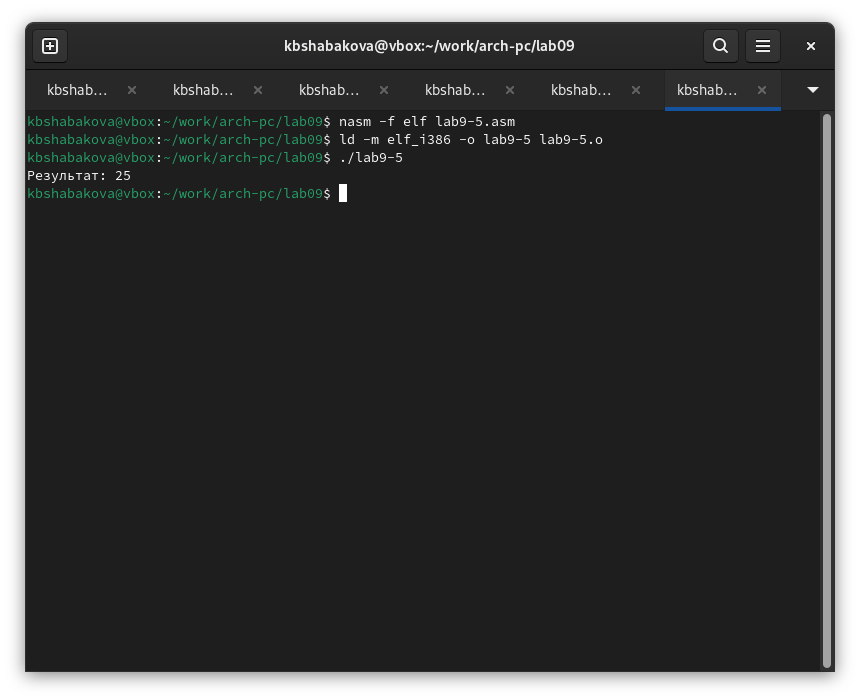 kbshabakova@vbox:~/work/arch-pc/lab09
kbshab… kbshab… kbshab… kbshab… kbshab… kbshab…
kbshabakova@vbox:~/work/arch-pc/lab09$ nasm -f elf lab9-5.asm
kbshabakova@vbox:~/work/arch-pc/lab09$ ld -m elf_i386 -o lab9-5 lab9-5.o
kbshabakova@vbox:~/work/arch-pc/lab09$ ./lab9-5
Результат: 25
kbshabakova@vbox:~/work/arch-pc/lab09$